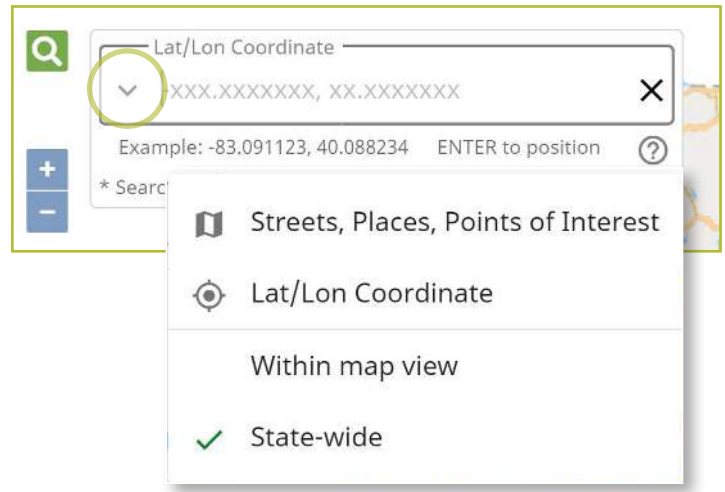 Lat/Lon Coordinate
-xxx.xxxxxxx, xx.xxxxxxx
Example: -83.091123, 40.088234 ENTER to position
* Searc
Streets, Places, Points of Interest
Lat/Lon Coordinate
Within map view
State-wide